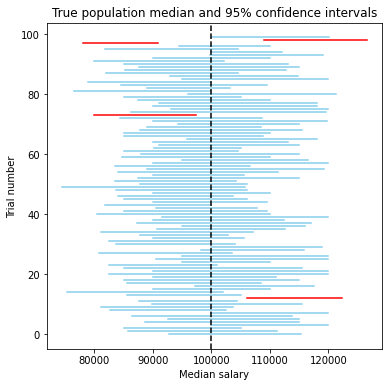 True population median and 95% confidence intervals
Trial number
100
80
60
40
20
0
80000 90000 100000 110000 120000
Median salary